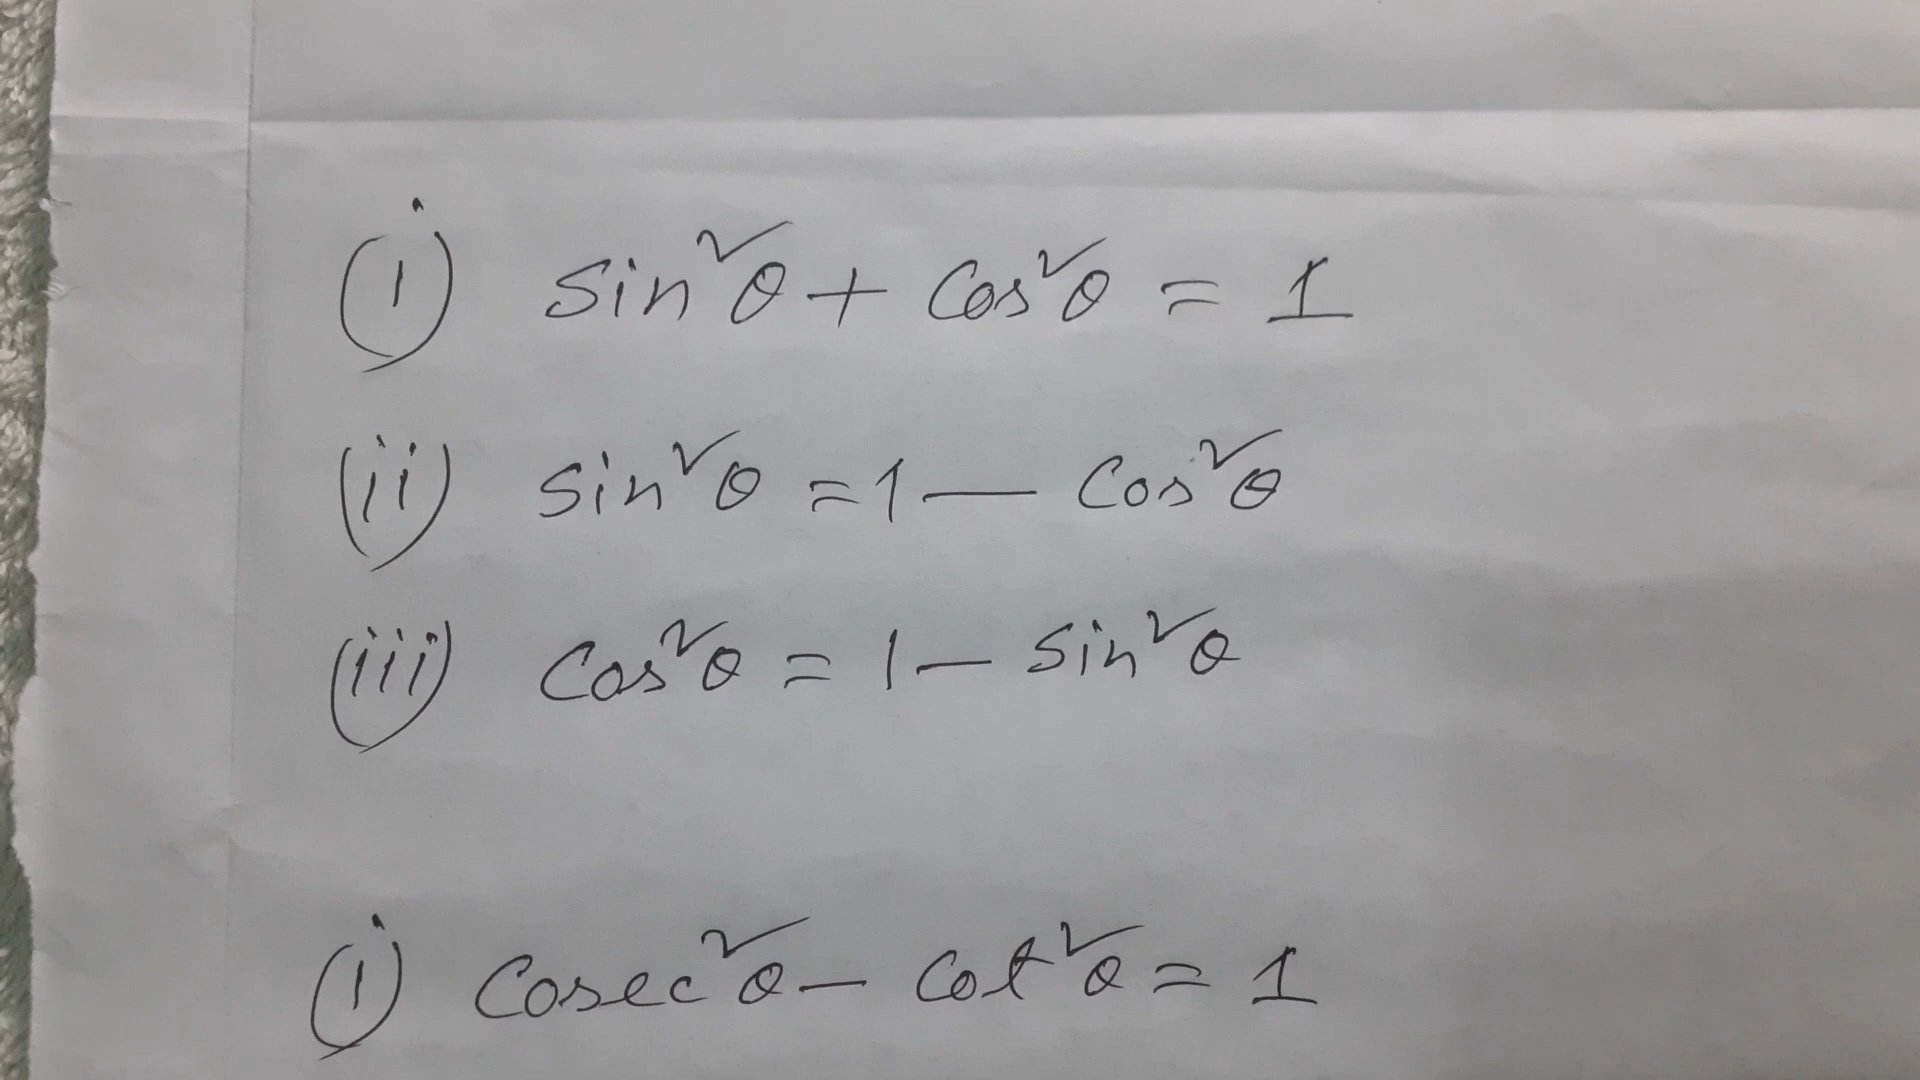 (i) sin²θ + cos²θ = 1
(ii) sin²θ = 1 — cos²θ
(iii) cos²θ = 1 — sin²θ
(i) cosec²θ — cot²θ = 1